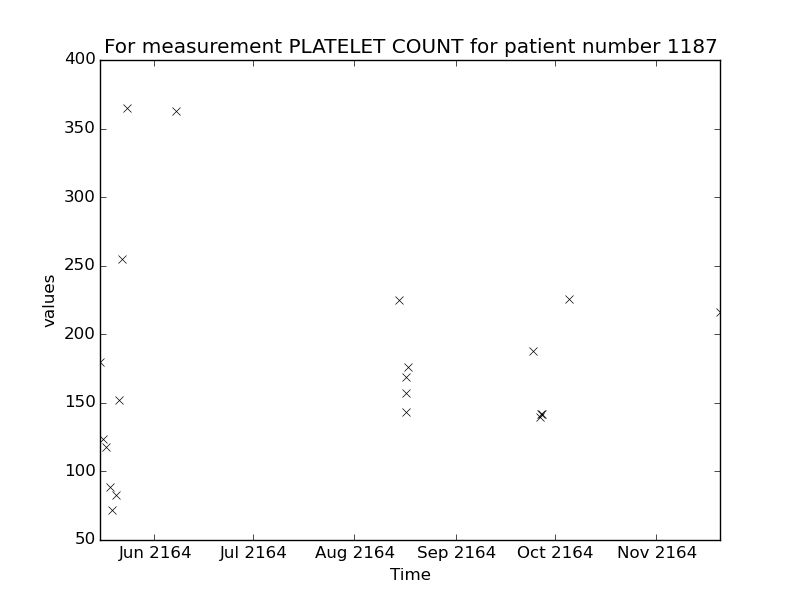 For measurement PLATELET COUNT for patient number 1187
400
350
300
250
200
150
100
50
values
Jun 2164 Jul 2164 Aug 2164 Sep 2164 Oct 2164 Nov 2164
Time